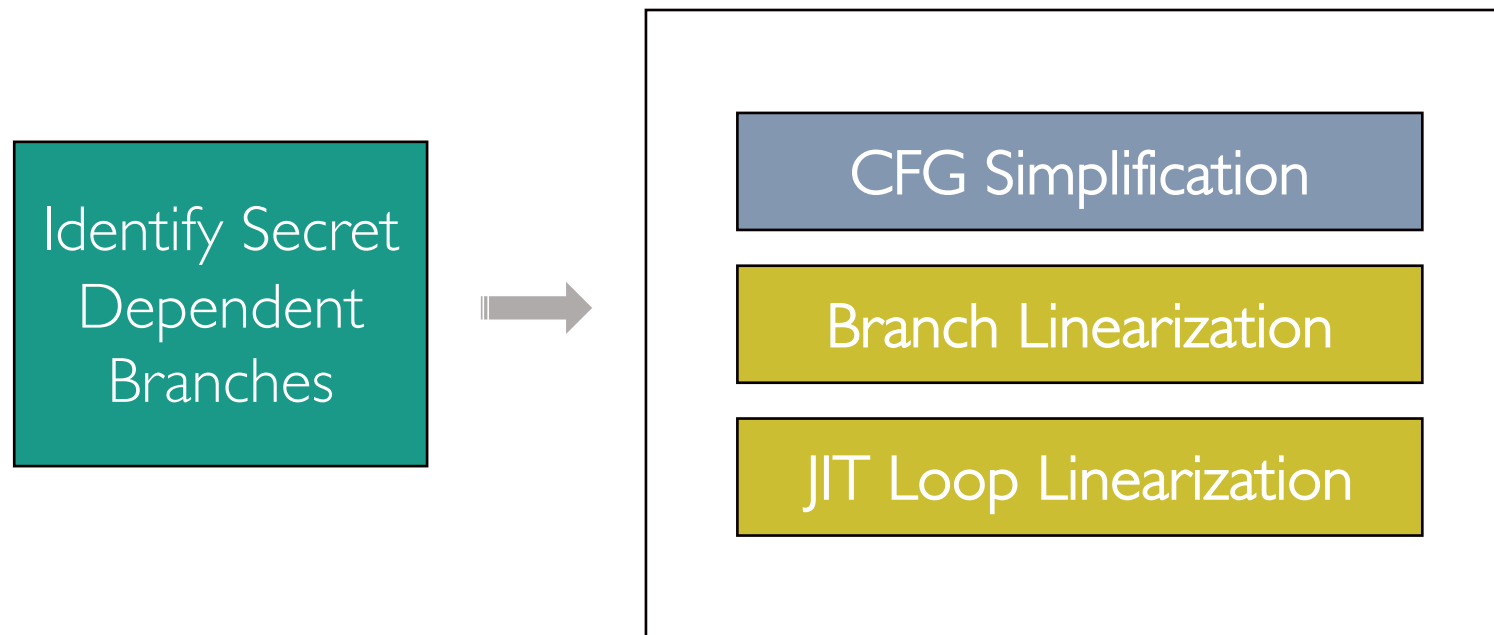 Identify Secret
Dependent
Branches
CFG Simplification
Branch Linearization
JIT Loop Linearization